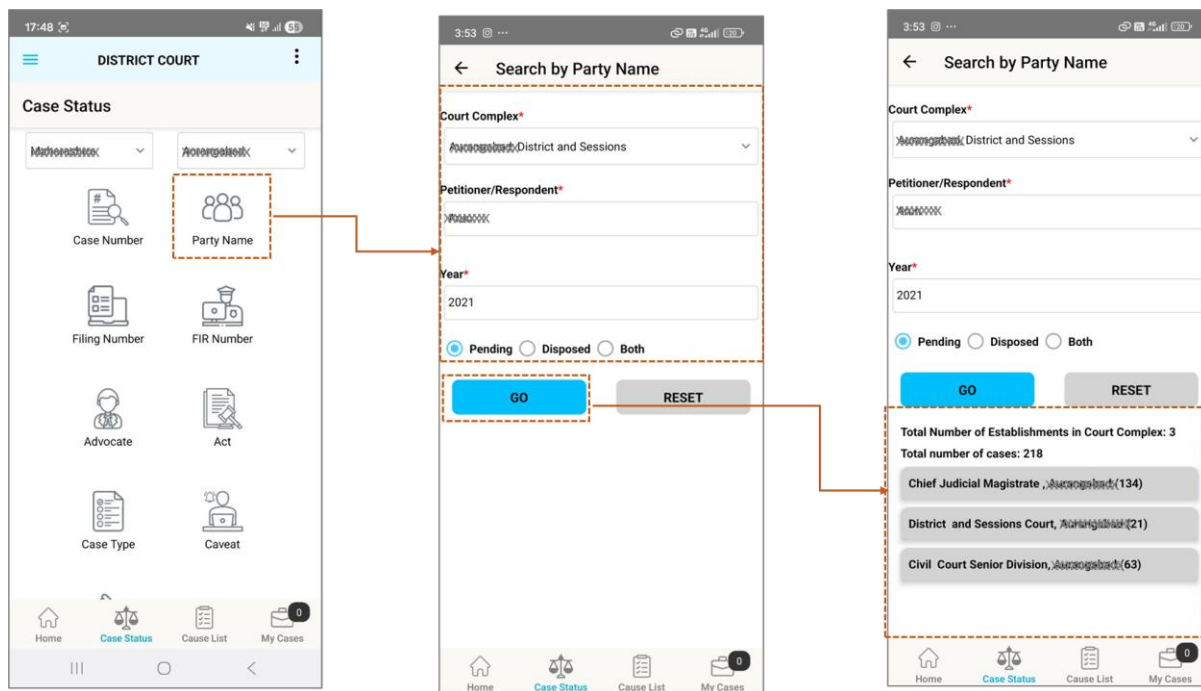 17:48
55
DISTRICT COURT
Case Status
#
Case Number
Party Name
Filing Number
FIR Number
Advocate
Act
Case Type
Caveat
0
Home
Case Status
Cause List
My Cases
3:53
4G
20
Search by Party Name
Court Complex*
District and Sessions
Petitioner/Respondent*
Year*
2021
Pending
Disposed
Both
GO
RESET
0
Home
Case Status
Cause List
My Cases
3:53
4G
20
Search by Party Name
Court Complex*
District and Sessions
Petitioner/Respondent*
Year*
2021
Pending
Disposed
Both
GO
RESET
Total Number of Establishments in Court Complex: 3
Total number of cases: 218
Chief Judicial Magistrate , (134)
District and Sessions Court, (21)
Civil Court Senior Division, (63)
0
Home
Case Status
Cause List
My Cases